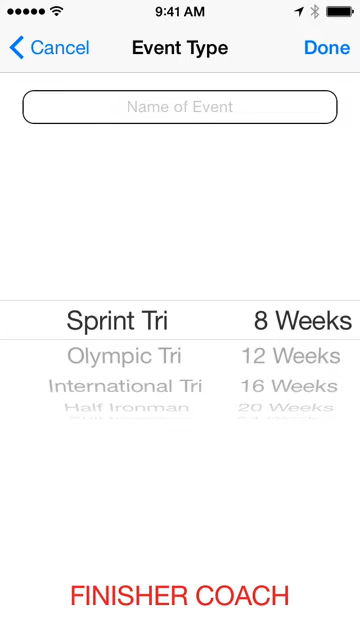 9:41 AM
Cancel Event Type Done
Name of Event
Sprint Tri 8 Weeks
Olympic Tri 12 Weeks
International Tri 16 Weeks
Half Ironman 20 Weeks
FINISHER COACH